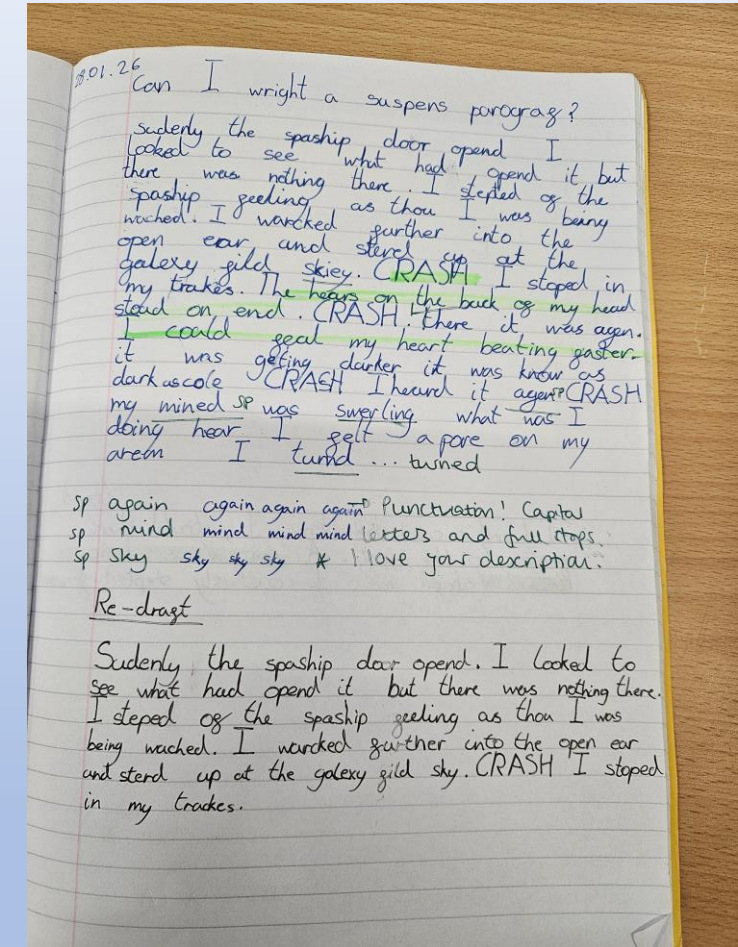 28.01.26
Can I wright a suspens paragraf?
sudenly the spaship door opend I
looked to see what had opend it but
there was nothing there. I steped of the
spaship feeling as thou I was being
wached. I warcked further into the
open ear and sterd up at the
galexy fild skiey. CRASH I stoped in
my trakes. The hears on the back of my head
stead on end. CRASH! there it was agen.
I could feal my heart beating faster.
it was geting darker it was know as
dark as cole CRASH I heard it agen sp CRASH
my mined sp was swerling what was I
doing hear I felt a pore on my
arem I turnd ... turned
sp again again again again Punctuation! Capital
sp mind mind mind mind letters and full stops.
sp sky sky sky sky * I love your description.
Re-draft
Sudenly the spaship door opend. I looked to
see what had opend it but there was nothing there.
I steped of the spaship feeling as thou I was
being wached. I warcked further into the open ear
and sterd up at the galexy fild sky. CRASH I stoped
in my trackes.